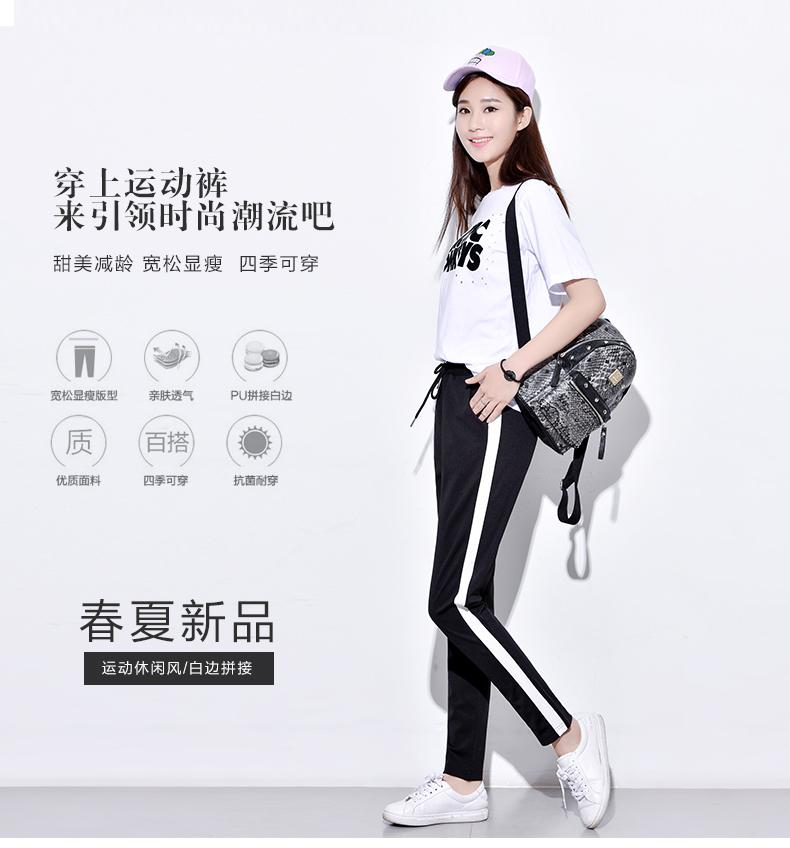 穿上运动裤
来引领时尚潮流吧
甜美减龄 宽松显瘦 四季可穿
宽松显瘦版型 亲肤透气 PU拼接白边
质 百搭
优质面料 四季可穿 抗菌耐穿
春夏新品
运动休闲风/白边拼接